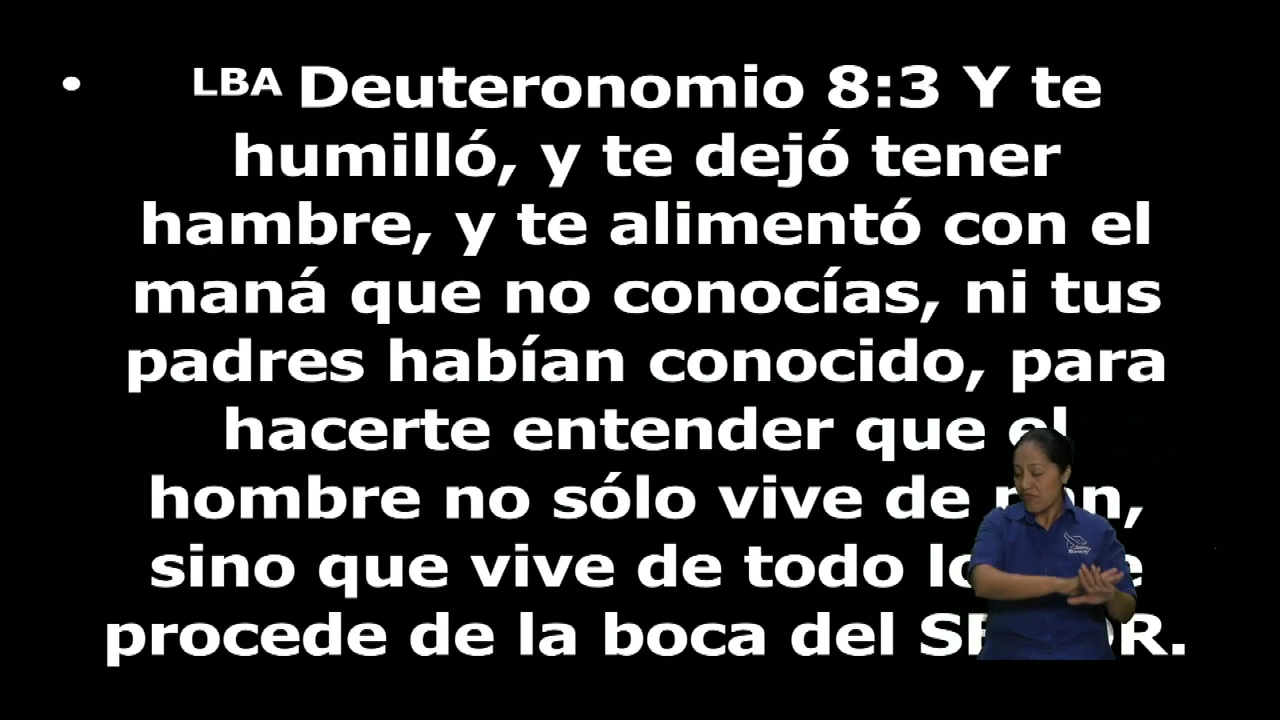 • LBA Deuteronomio 8:3 Y te
humilló, y te dejó tener
hambre, y te alimentó con el
maná que no conocías, ni tus
padres habían conocido, para
hacerte entender que el
hombre no sólo vive de pan,
sino que vive de todo lo
procede de la boca del